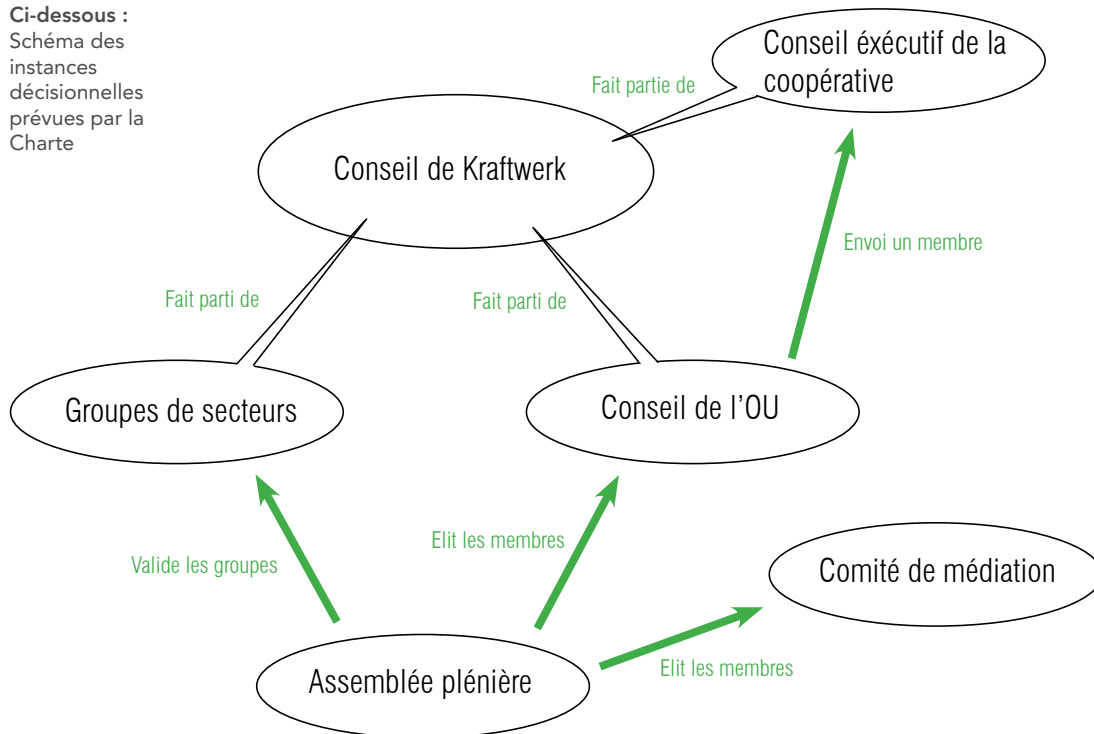 Ci-dessous :
Schéma des
instances
décisionnelles
prévues par la
Charte
Conseil éxécutif de la
coopérative
Fait partie de
Conseil de Kraftwerk
Envoi un membre
Fait parti de
Fait parti de
Groupes de secteurs
Conseil de l’OU
Elit les membres
Valide les groupes
Comité de médiation
Elit les membres
Assemblée plénière